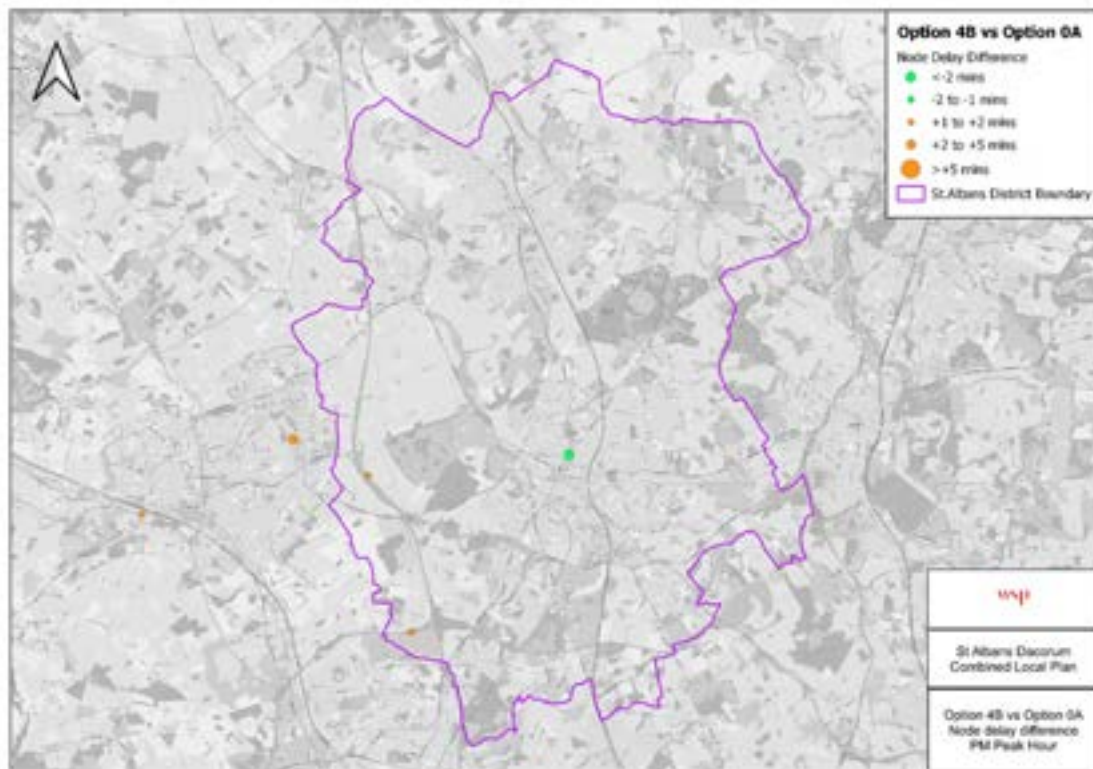 Option 4B vs Option 0A
Node Delay Difference
<-2 mins
-2 to -1 mins
+1 to +2 mins
+2 to +5 mins
>+5 mins
St.Albans District Boundary
wsp
St Albans Dacorum
Combined Local Plan
Option 4B vs Option 0A
Node delay difference
PM Peak Hour